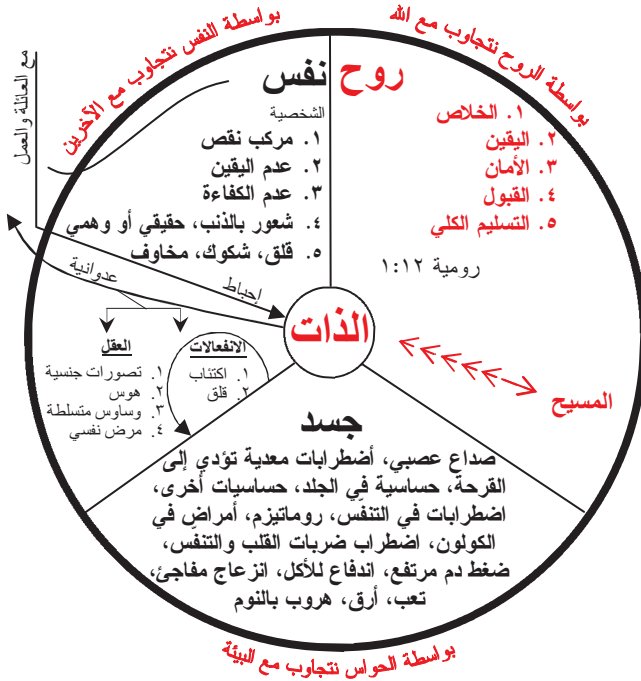 بواسطة الروح نتجاوب مع الله
بواسطة النفس نتجاوب مع الآخرين
مع العائلة والعمل
روح
١. الخلاص
٢. اليقين
٣. الأمان
٤. القبول
٥. التسليم الكلي
رومية ١:١٢
نفس
الشخصية
١. مركب نقص
٢. عدم اليقين
٣. عدم الكفاءة
٤. شعور بالذنب، حقيقي أو وهمي
٥. قلق، شكوك، مخاوف
إحباط
عدوانية
الذات
الانفعالات
١. اكتئاب
٢. قلق
العقل
١. تصورات جنسية
٢. هوس
٣. وساوس متسلطة
٤. مرض نفسي
المسيح
جسد
صداع عصبي، أضطرابات معدية تؤدي إلى
القرحة، حساسية في الجلد، حساسيات أخرى،
اضطرابات في التنفّس، روماتيزم، أمراض في
الكولون، اضطراب ضربات القلب والتنفّس،
ضغط دم مرتفع، اندفاع للأكل، انزعاج مفاجئ،
تعب، أرق، هروب بالنوم
بواسطة الحواس نتجاوب مع البيئة